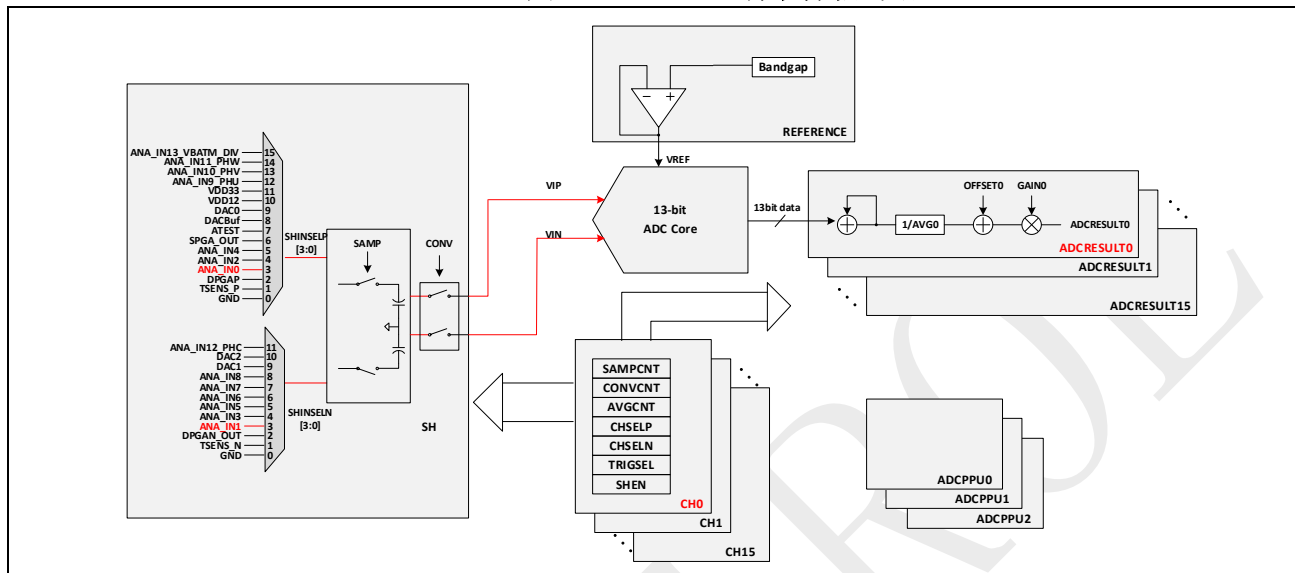 Bandgap
REFERENCE
VREF
ANA_IN13_VBATM_DIV 15
ANA_IN11_PHW 14
ANA_IN10_PHV 13
ANA_IN9_PHU 12
VDD33 11
VDD12 10
DAC0 9
DACBuf 8
ATEST 7
SPGA_OUT 6
ANA_IN4 5
ANA_IN2 4
ANA_IN0 3
DPGAP 2
TSENS_P 1
GND 0
SHINSELP
[3:0]
SAMP
CONV
VIP
VIN
13-bit
ADC Core
13bit data
1/AVG0
OFFSET0
GAIN0
ADCRESULT0
ADCRESULT0
ADCRESULT1
ADCRESULT15
ANA_IN12_PHC 11
DAC2 10
DAC1 9
ANA_IN8 8
ANA_IN7 7
ANA_IN6 6
ANA_IN5 5
ANA_IN3 4
ANA_IN1 3
DPGAN_OUT 2
TSENS_N 1
GND 0
SHINSELN
[3:0]
SH
SAMPCNT
CONVCNT
AVGCNT
CHSELP
CHSELN
TRIGSEL
SHEN
CH0
CH1
CH15
ADCPPU0
ADCPPU1
ADCPPU2